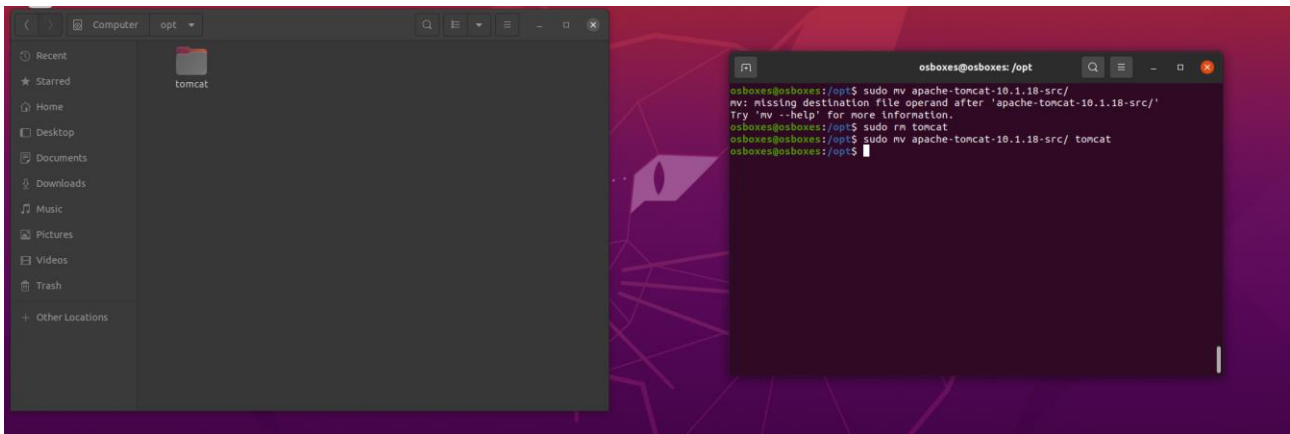 Computer opt
Recent
Starred
Home
Desktop
Documents
Downloads
Music
Pictures
Videos
Trash
+ Other Locations
tomcat
osboxes@osboxes: /opt
osboxes@osboxes:/opt$ sudo mv apache-tomcat-10.1.18-src/
mv: missing destination file operand after 'apache-tomcat-10.1.18-src/'
Try 'mv --help' for more information.
osboxes@osboxes:/opt$ sudo rm tomcat
osboxes@osboxes:/opt$ sudo mv apache-tomcat-10.1.18-src/ tomcat
osboxes@osboxes:/opt$